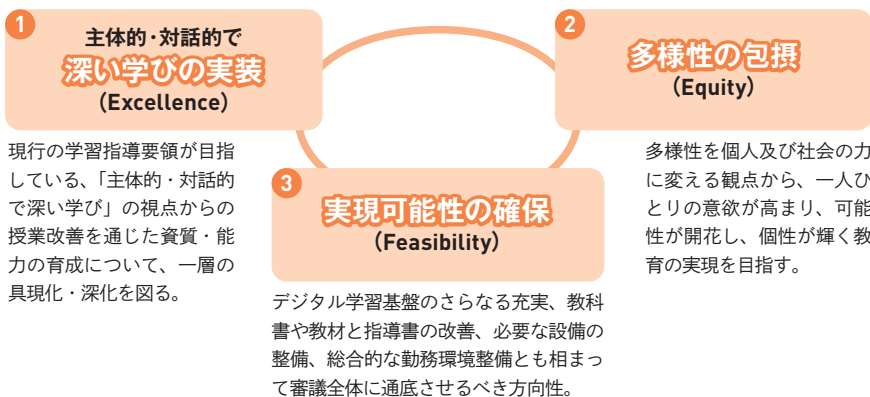 1
主体的・対話的で
深い学びの実装
(Excellence)
現行の学習指導要領が目指
している、「主体的・対話的
で深い学び」の視点からの
授業改善を通じた資質・能
力の育成について、一層の
具現化・深化を図る。
2
多様性の包摂
(Equity)
多様性を個人及び社会の力
に変える観点から、一人ひ
とりの意欲が高まり、可能
性が開花し、個性が輝く教
育の実現を目指す。
3
実現可能性の確保
(Feasibility)
デジタル学習基盤のさらなる充実、教科
書や教材と指導書の改善、必要な設備の
整備、総合的な勤務環境整備とも相まっ
て審議全体に通底させるべき方向性。